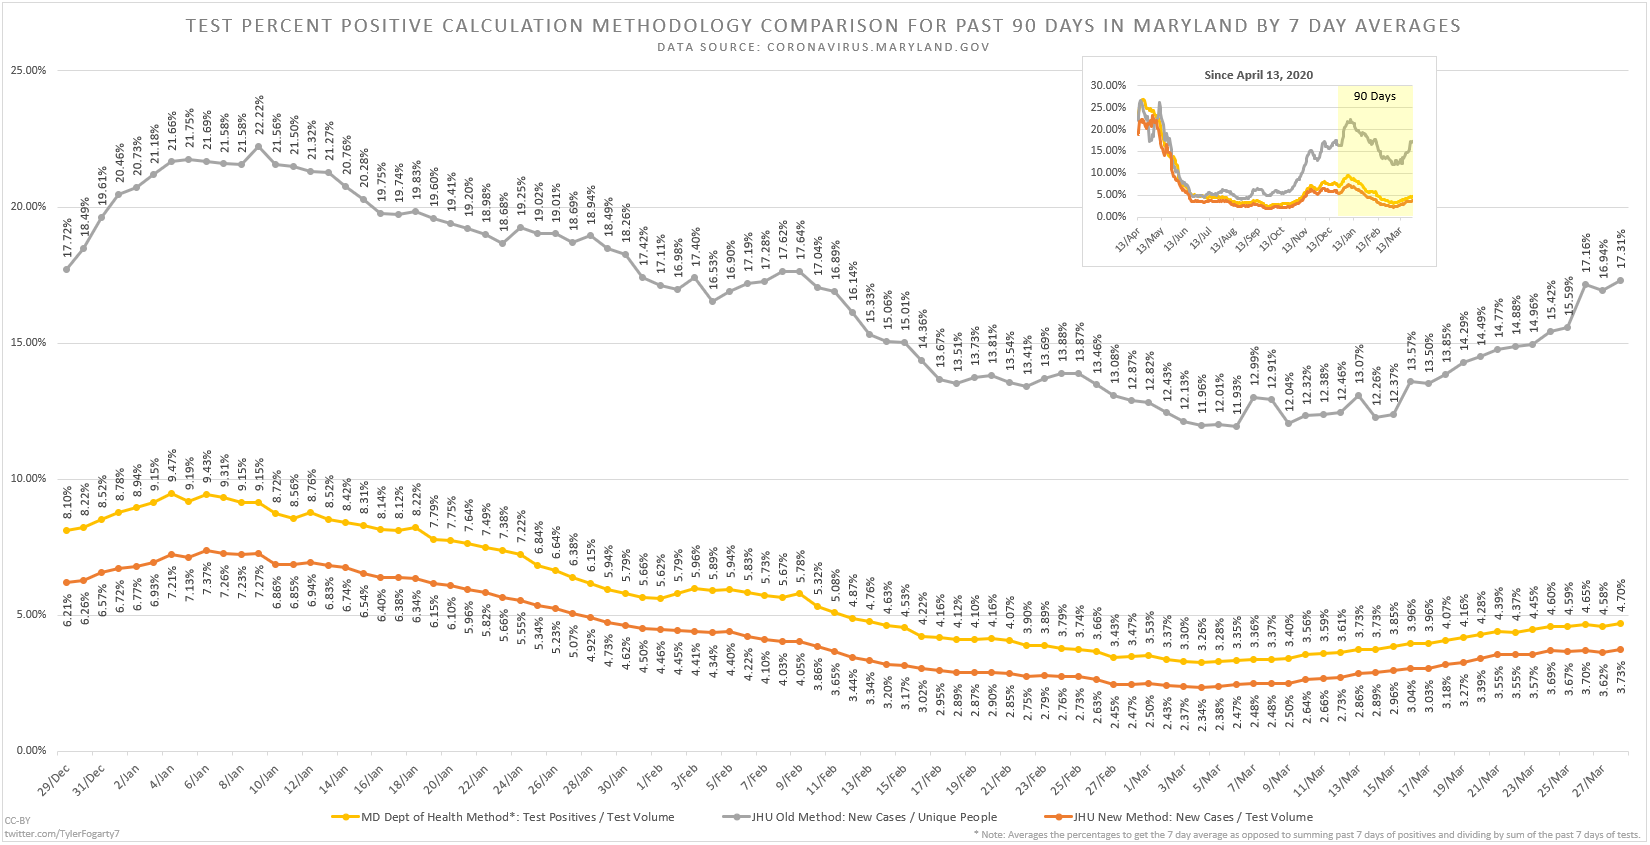 TEST PERCENT POSITIVE CALCULATION METHODOLOGY COMPARISON FOR PAST 90 DAYS IN MARYLAND BY 7 DAY AVERAGES
DATA SOURCE: CORONAVIRUS.MARYLAND.GOV
25.00%
20.00%
15.00%
10.00%
5.00%
0.00%
Since April 13, 2020
90 Days
30.00%
25.00%
20.00%
15.00%
10.00%
5.00%
0.00%
13/Apr 13/May 13/Jun 13/Jul 13/Aug 13/Sep 13/Oct 13/Nov 13/Dec 13/Jan 13/Feb 13/Mar
17.72% 18.49% 19.61% 20.46% 20.73% 21.18% 21.66% 21.75% 21.69% 21.58% 21.58% 22.22% 21.56% 21.50% 21.32% 21.27% 20.76% 20.28% 19.75% 19.74% 19.83% 19.60% 19.41% 19.20% 18.98% 18.68% 19.25% 19.02% 19.01% 18.69% 18.94% 18.49% 18.26% 17.42% 17.11% 16.98% 17.40% 16.53% 16.90% 17.19% 17.28% 17.62% 17.64% 17.04% 16.89% 16.14% 15.33% 15.06% 15.01% 14.36% 13.67% 13.51% 13.73% 13.81% 13.54% 13.41% 13.69% 13.88% 13.87% 13.46% 13.08% 12.87% 12.82% 12.43% 12.13% 11.96% 12.01% 11.93% 12.99% 12.91% 12.04% 12.32% 12.38% 12.46% 13.07% 12.26% 12.37% 13.57% 13.50% 13.85% 14.29% 14.49% 14.77% 14.88% 14.96% 15.42% 15.59% 17.16% 16.94% 17.31%
8.10% 8.22% 8.52% 8.78% 8.94% 9.15% 9.47% 9.19% 9.43% 9.31% 9.15% 9.15% 8.72% 8.56% 8.76% 8.52% 8.42% 8.31% 8.14% 8.12% 8.22% 7.79% 7.75% 7.64% 7.49% 7.38% 7.22% 6.84% 6.64% 6.38% 6.15% 5.94% 5.79% 5.66% 5.62% 5.79% 5.96% 5.89% 5.94% 5.83% 5.73% 5.67% 5.78% 5.32% 5.08% 4.87% 4.76% 4.63% 4.53% 4.22% 4.16% 4.12% 4.10% 4.16% 4.07% 3.90% 3.89% 3.79% 3.74% 3.66% 3.43% 3.47% 3.53% 3.37% 3.30% 3.26% 3.28% 3.35% 3.36% 3.37% 3.40% 3.56% 3.59% 3.61% 3.73% 3.73% 3.85% 3.96% 3.96% 4.07% 4.16% 4.28% 4.39% 4.37% 4.45% 4.60% 4.59% 4.65% 4.58% 4.70%
6.21% 6.26% 6.57% 6.72% 6.77% 6.93% 7.21% 7.13% 7.37% 7.26% 7.23% 7.27% 6.86% 6.85% 6.94% 6.83% 6.74% 6.54% 6.40% 6.38% 6.34% 6.15% 6.10% 5.96% 5.82% 5.66% 5.55% 5.34% 5.23% 5.07% 4.92% 4.73% 4.62% 4.50% 4.46% 4.45% 4.41% 4.34% 4.40% 4.22% 4.10% 4.03% 4.05% 3.86% 3.65% 3.44% 3.34% 3.20% 3.17% 3.02% 2.95% 2.89% 2.87% 2.90% 2.85% 2.75% 2.79% 2.76% 2.73% 2.63% 2.45% 2.47% 2.50% 2.43% 2.37% 2.34% 2.38% 2.47% 2.48% 2.48% 2.50% 2.64% 2.66% 2.73% 2.86% 2.89% 2.96% 3.04% 3.03% 3.18% 3.27% 3.39% 3.55% 3.55% 3.57% 3.69% 3.67% 3.70% 3.62% 3.73%
29/Dec 31/Dec 2/Jan 4/Jan 6/Jan 8/Jan 10/Jan 12/Jan 14/Jan 16/Jan 18/Jan 20/Jan 22/Jan 24/Jan 26/Jan 28/Jan 30/Jan 1/Feb 3/Feb 5/Feb 7/Feb 9/Feb 11/Feb 13/Feb 15/Feb 17/Feb 19/Feb 21/Feb 23/Feb 25/Feb 27/Feb 1/Mar 3/Mar 5/Mar 7/Mar 9/Mar 11/Mar 13/Mar 15/Mar 17/Mar 19/Mar 21/Mar 23/Mar 25/Mar 27/Mar
MD Dept of Health Method*: Test Positives / Test Volume
JHU Old Method: New Cases / Unique People
JHU New Method: New Cases / Test Volume
CC-BY
twitter.com/TylerFogarty7
* Note: Averages the percentages to get the 7 day average as opposed to summing past 7 days of positives and dividing by sum of the past 7 days of tests.